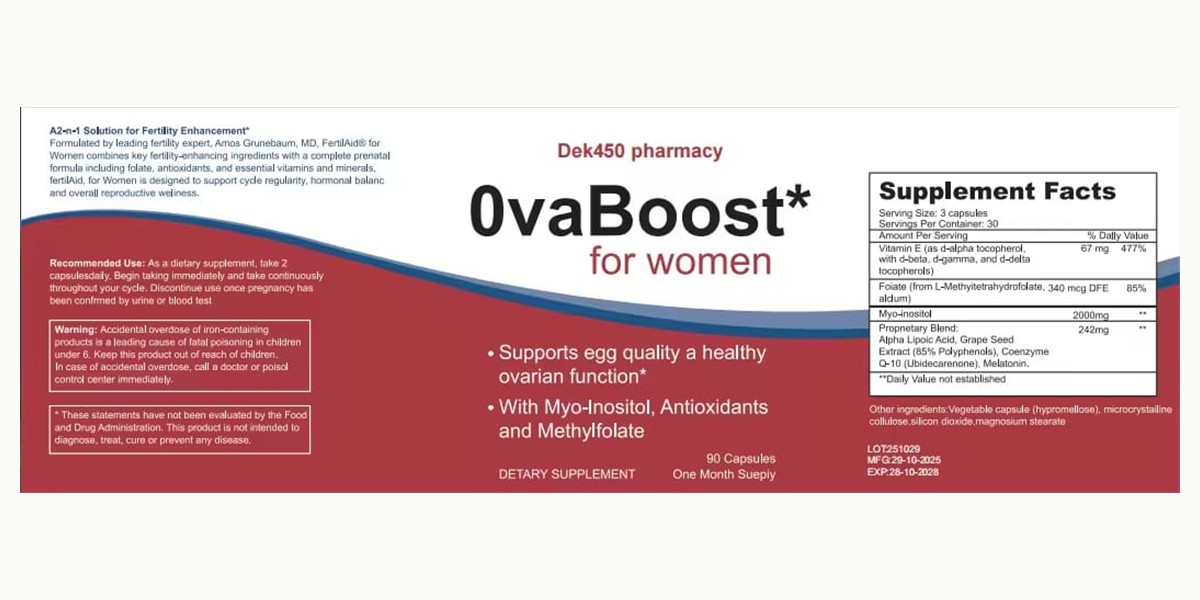 A2-n-1 Solution for Fertility Enhancement*
Formulated by leading fertility expert, Amos Grunebaum, MD, FertilAid® for
Women combines key fertility-enhancing ingredients with a complete prenatal
formula including folate, antioxidants, and essential vitamins and minerals,
fertilAid, for Women is designed to support cycle regularity, hormonal balanc
and overall reproductive weliness.
Recommended Use: As a dietary supplement, take 2
capsulesdaily, Begin taking immediately and take continuously
throughout your cycle. Discontinue use once pregnancy has
been confrmed by urine or blood test
Warning: Accidental overdose of iron-containing
products is a leading cause of fatal poisoning in children
under 6. Keep this product out of reach of children.
In case of accidental overdose, call a doctor or poisol
control center immediately.
* These statements have not been evaluated by the Food
and Drug Administration. This product is not intended to
diagnose, treat, cure or prevent any disease.
Dek450 pharmacy
0vaBoost*
for women
• Supports egg quality a healthy
ovarian function*
• With Myo-Inositol, Antioxidants
and Methylfolate
90 Capsules
DETARY SUPPLEMENT One Month Suepiy
Supplement Facts
Serving Size: 3 capsules
Servings Per Container: 30
Amount Per Serving % Dally Value
Vitamin E (as d-alpha tocopherol, 67 mg 477%
with d-beta, d-gamma, and d-delta
tocopherols)
Foiate (from L-Methyitetrahydrofolate, 340 mcg DFE 85%
aldum)
Myo-inositol 2000mg **
Propnetary Blend: 242mg **
Alpha Lipoic Acid, Grape Seed
Extract (85% Polyphenols), Coenzyme
Q-10 (Ubidecarenone), Melatonin.
**Daily Value not established
Other ingredients:Vegetable capsule (hypromellose), microcrystailine
collulose,silicon dioxide,magnosium stearate
LOT:251029
MFG:29-10-2025
EXP:28-10-2028